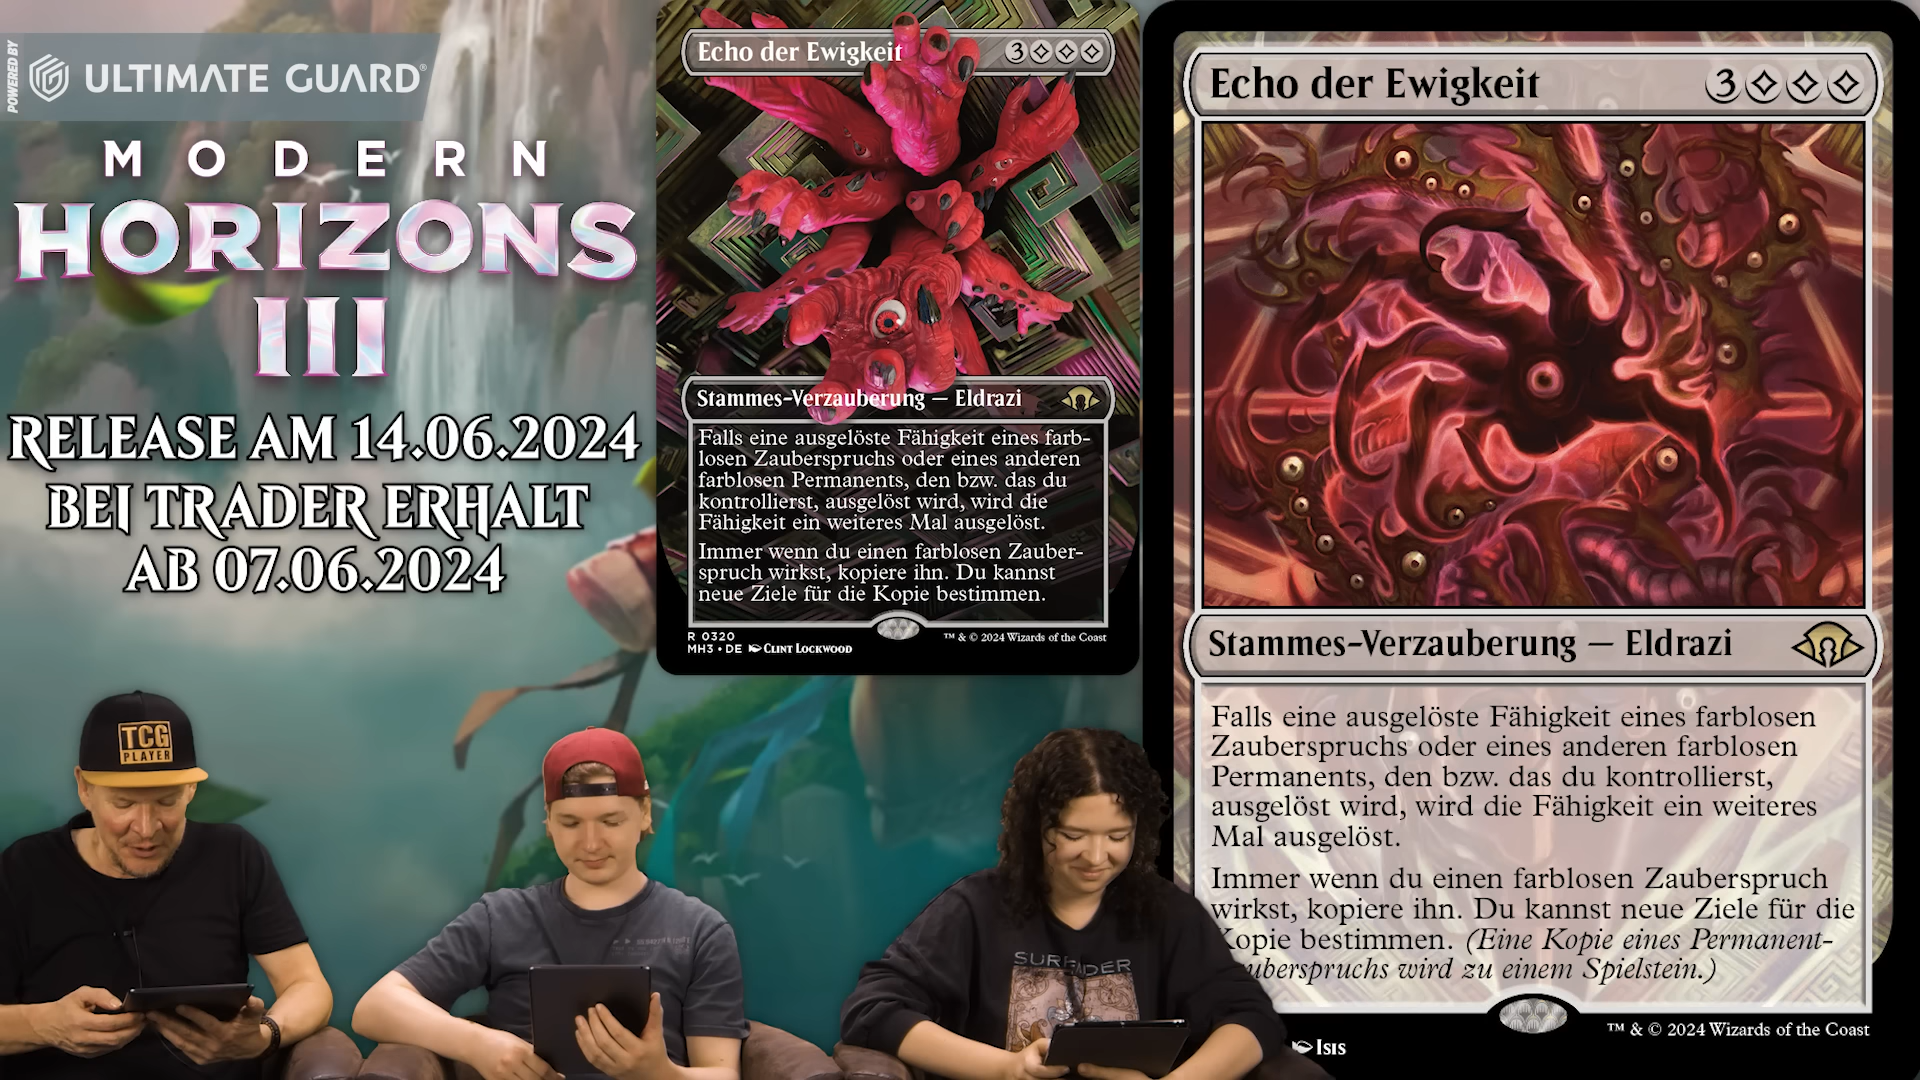 POWERED BY
ULTIMATE GUARD®
MODERN
HORIZONS
III
RELEASE AM 14.06.2024
BEI TRADER ERHALT
AB 07.06.2024
Echo der Ewigkeit
3
Stammes-Verzauberung — Eldrazi
Falls eine ausgelöste Fähigkeit eines farb-
losen Zauberspruchs oder eines anderen
farblosen Permanents, den bzw. das du
kontrollierst, ausgelöst wird, wird die
Fähigkeit ein weiteres Mal ausgelöst.
Immer wenn du einen farblosen Zauber-
spruch wirkst, kopiere ihn. Du kannst
neue Ziele für die Kopie bestimmen.
R 0320
MH3 • DE CLINT LOCKWOOD
™ & © 2024 Wizards of the Coast
Echo der Ewigkeit
3
Stammes-Verzauberung — Eldrazi
Falls eine ausgelöste Fähigkeit eines farblosen
Zauberspruchs oder eines anderen farblosen
Permanents, den bzw. das du kontrollierst,
ausgelöst wird, wird die Fähigkeit ein weiteres
Mal ausgelöst.
Immer wenn du einen farblosen Zauberspruch
wirkst, kopiere ihn. Du kannst neue Ziele für die
Kopie bestimmen. (Eine Kopie eines Permanent-
zauberspruchs wird zu einem Spielstein.)
ISIS
™ & © 2024 Wizards of the Coast
TCG
PLAYER